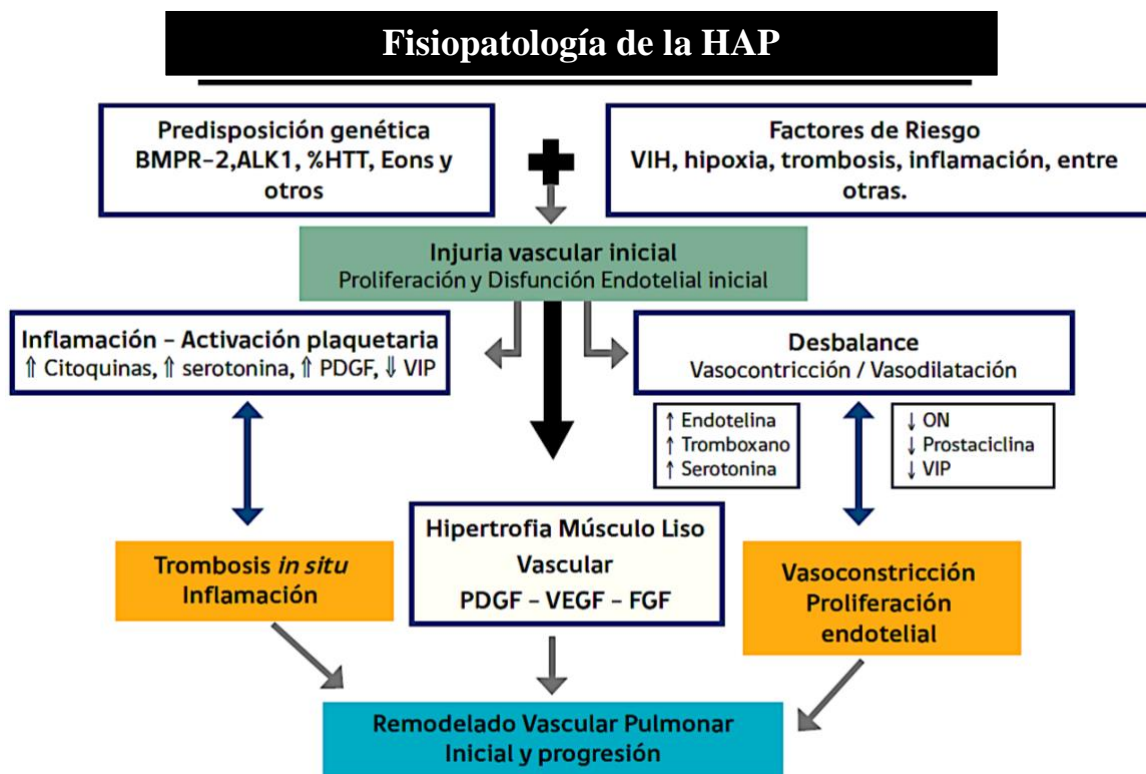 Fisiopatología de la HAP
Predisposición genética
BMPR-2,ALK1, %HTT, Eons y
otros
Factores de Riesgo
VIH, hipoxia, trombosis, inflamación, entre
otras.
Injuria vascular inicial
Proliferación y Disfunción Endotelial inicial
Inflamación – Activación plaquetaria
⇑ Citoquinas, ⇑ serotonina, ⇑ PDGF, ⇓ VIP
Desbalance
Vasocontricción / Vasodilatación
↑ Endotelina
↑ Tromboxano
↑ Serotonina
↓ ON
↓ Prostaciclina
↓ VIP
Trombosis in situ
Inflamación
Hipertrofia Músculo Liso
Vascular
PDGF – VEGF – FGF
Vasoconstricción
Proliferación
endotelial
Remodelado Vascular Pulmonar
Inicial y progresión